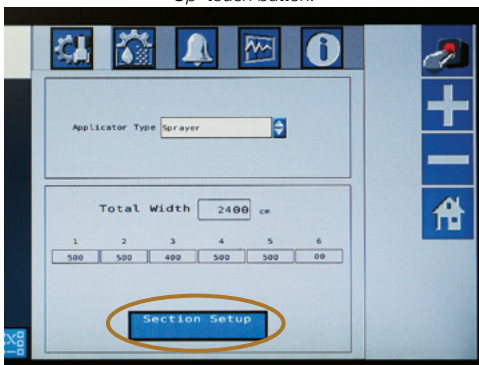 Up" touch button.
Applicator Type Sprayer
Total Width 2400 cm
1 2 3 4 5 6
500 500 400 500 500 00
Section Setup